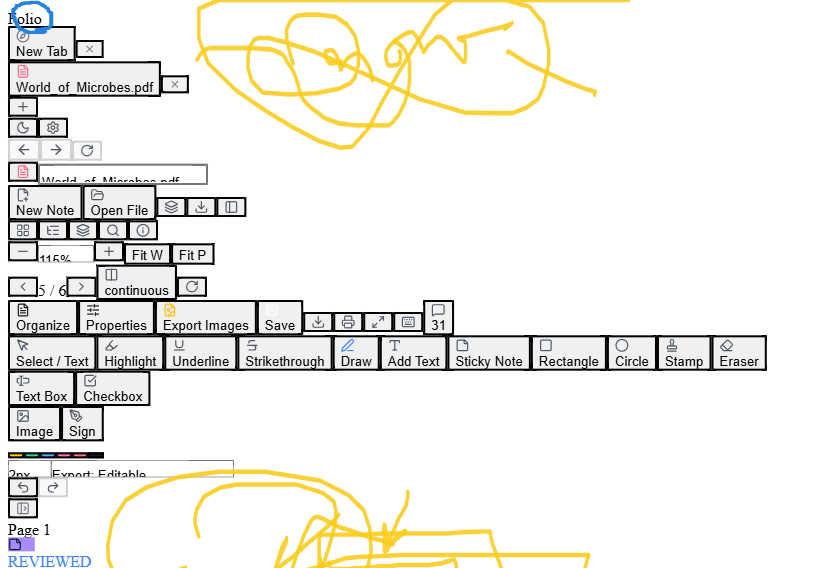 Folio
New Tab
World_of_Microbes.pdf
World_of_Microbes.pdf
New Note Open File
115% Fit W Fit P
5 / 6 continuous
Organize Properties Export Images Save 31
Select / Text Highlight Underline Strikethrough Draw Add Text Sticky Note Rectangle Circle Stamp Eraser
Text Box Checkbox
Image Sign
2px Export: Editable
Page 1
REVIEWED